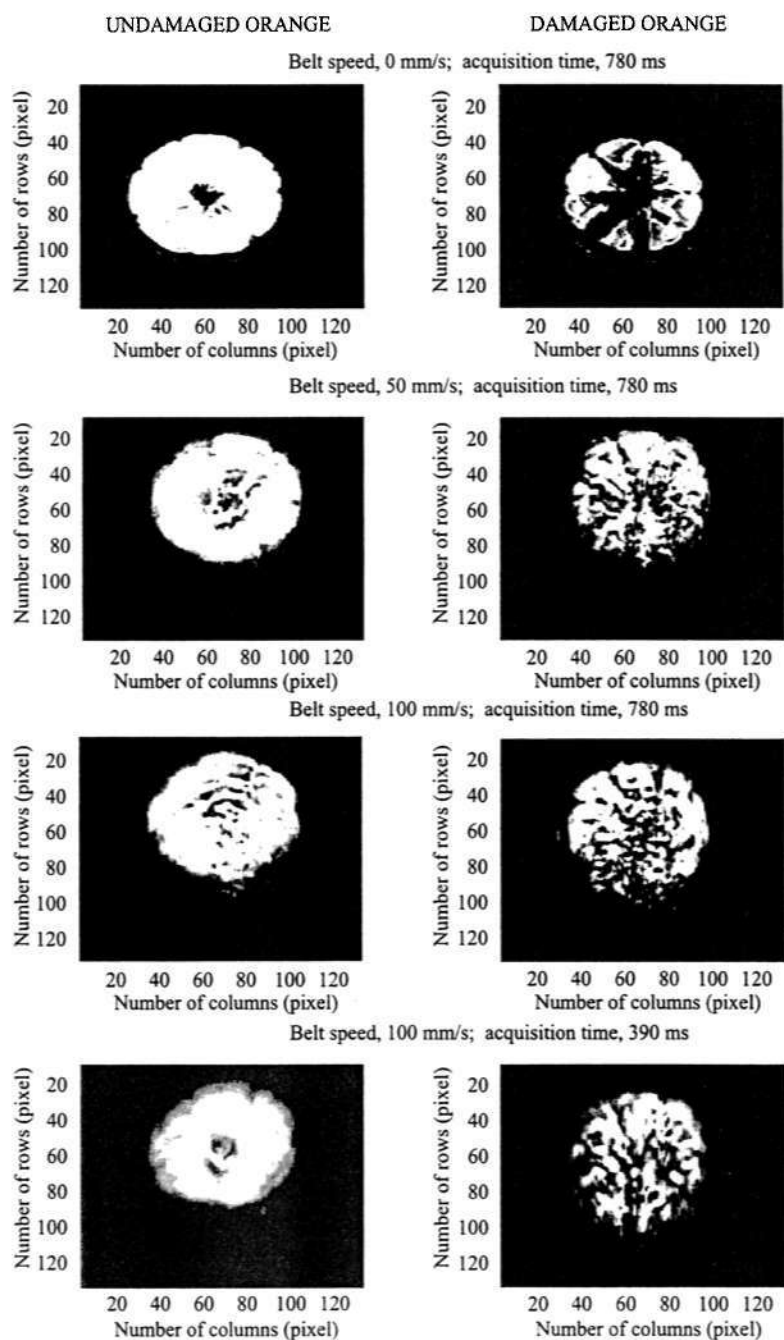 UNDAMAGED ORANGE DAMAGED ORANGE
Belt speed, 0 mm/s; acquisition time, 780 ms
Number of rows (pixel)
20
40
60
80
100
120
20 40 60 80 100 120
Number of columns (pixel)
Number of rows (pixel)
20
40
60
80
100
120
20 40 60 80 100 120
Number of columns (pixel)
Belt speed, 50 mm/s; acquisition time, 780 ms
Number of rows (pixel)
20
40
60
80
100
120
20 40 60 80 100 120
Number of columns (pixel)
Number of rows (pixel)
20
40
60
80
100
120
20 40 60 80 100 120
Number of columns (pixel)
Belt speed, 100 mm/s; acquisition time, 780 ms
Number of rows (pixel)
20
40
60
80
100
120
20 40 60 80 100 120
Number of columns (pixel)
Number of rows (pixel)
20
40
60
80
100
120
20 40 60 80 100 120
Number of columns (pixel)
Belt speed, 100 mm/s; acquisition time, 390 ms
Number of rows (pixel)
20
40
60
80
100
120
20 40 60 80 100 120
Number of columns (pixel)
Number of rows (pixel)
20
40
60
80
100
120
20 40 60 80 100 120
Number of columns (pixel)